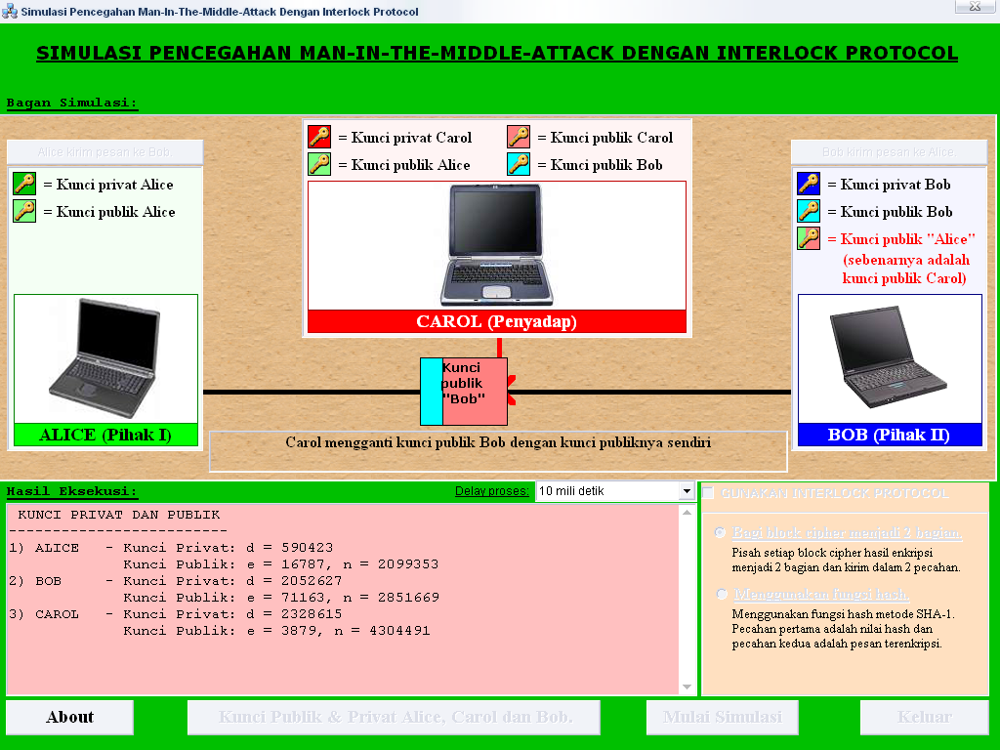 Simulasi Pencegahan Man-In-The-Middle-Attack Dengan Interlock Protocol
SIMULASI PENCEGAHAN MAN-IN-THE-MIDDLE-ATTACK DENGAN INTERLOCK PROTOCOL
Bagan Simulasi:
Alice kirim pesan ke Bob.
= Kunci privat Alice
= Kunci publik Alice
ALICE (Pihak I)
= Kunci privat Carol
= Kunci publik Carol
= Kunci publik Alice
= Kunci publik Bob
CAROL (Penyadap)
Kunci
publik
"Bob"
Carol mengganti kunci publik Bob dengan kunci publiknya sendiri
Bob kirim pesan ke Alice.
= Kunci privat Bob
= Kunci publik Bob
= Kunci publik "Alice"
(sebenarnya adalah
kunci publik Carol)
BOB (Pihak II)
Hasil Eksekusi:
Delay proses: 10 mili detik
KUNCI PRIVAT DAN PUBLIK
-------------------------
1) ALICE - Kunci Privat: d = 590423
Kunci Publik: e = 16787, n = 2099353
2) BOB - Kunci Privat: d = 2052627
Kunci Publik: e = 71163, n = 2851669
3) CAROL - Kunci Privat: d = 2328615
Kunci Publik: e = 3879, n = 4304491
GUNAKAN INTERLOCK PROTOCOL
Bagi block cipher menjadi 2 bagian.
Pisah setiap block cipher hasil enkripsi
menjadi 2 bagian dan kirim dalam 2 pecahan.
Menggunakan fungsi hash.
Menggunakan fungsi hash metode SHA-1.
Pecahan pertama adalah nilai hash dan
pecahan kedua adalah pesan terenkripsi.
About
Kunci Publik & Privat Alice, Carol dan Bob.
Mulai Simulasi
Keluar